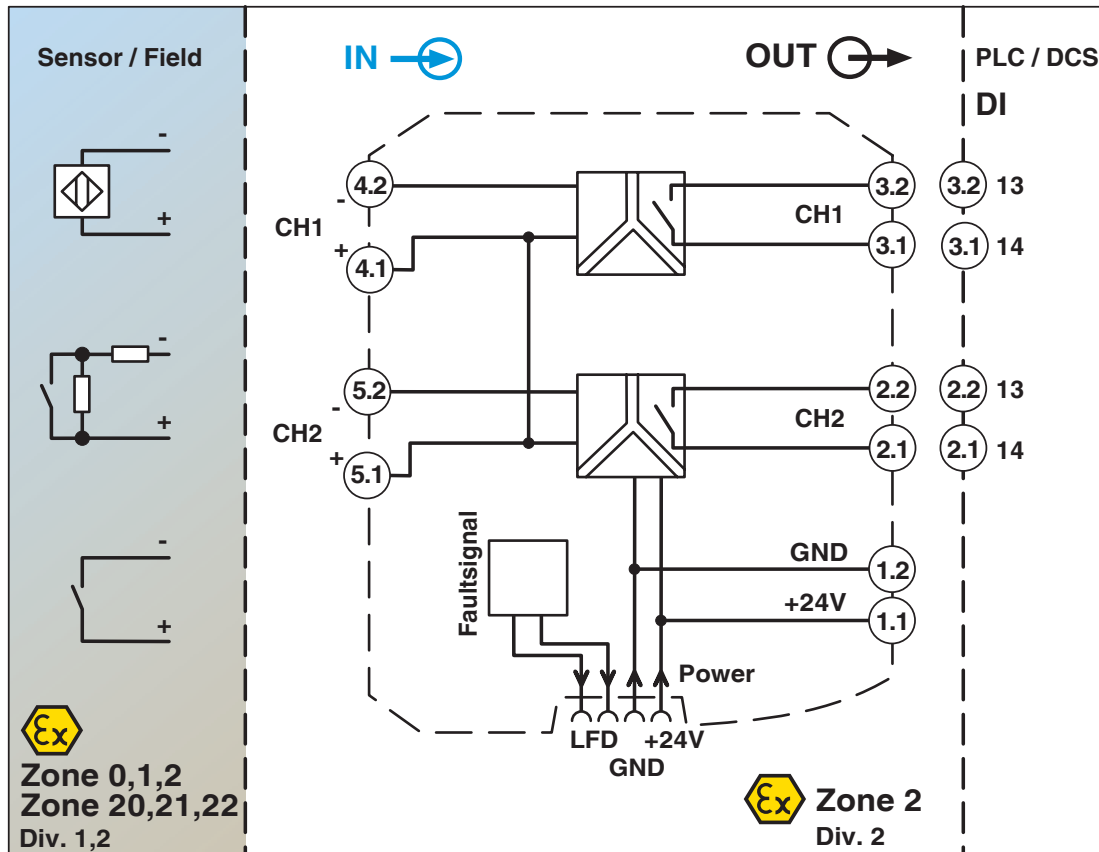 Sensor / Field
IN
OUT
PLC / DCS
DI
-
+
4.2
-
CH1
+
4.1
3.2
CH1
3.1
3.2 13
3.1 14
-
+
5.2
-
CH2
+
5.1
2.2
CH2
2.1
2.2 13
2.1 14
-
+
Faultsignal
GND
1.2
+24V
1.1
Power
LFD
+24V
GND
Ex
Zone 0,1,2
Zone 20,21,22
Div. 1,2
Ex
Zone 2
Div. 2